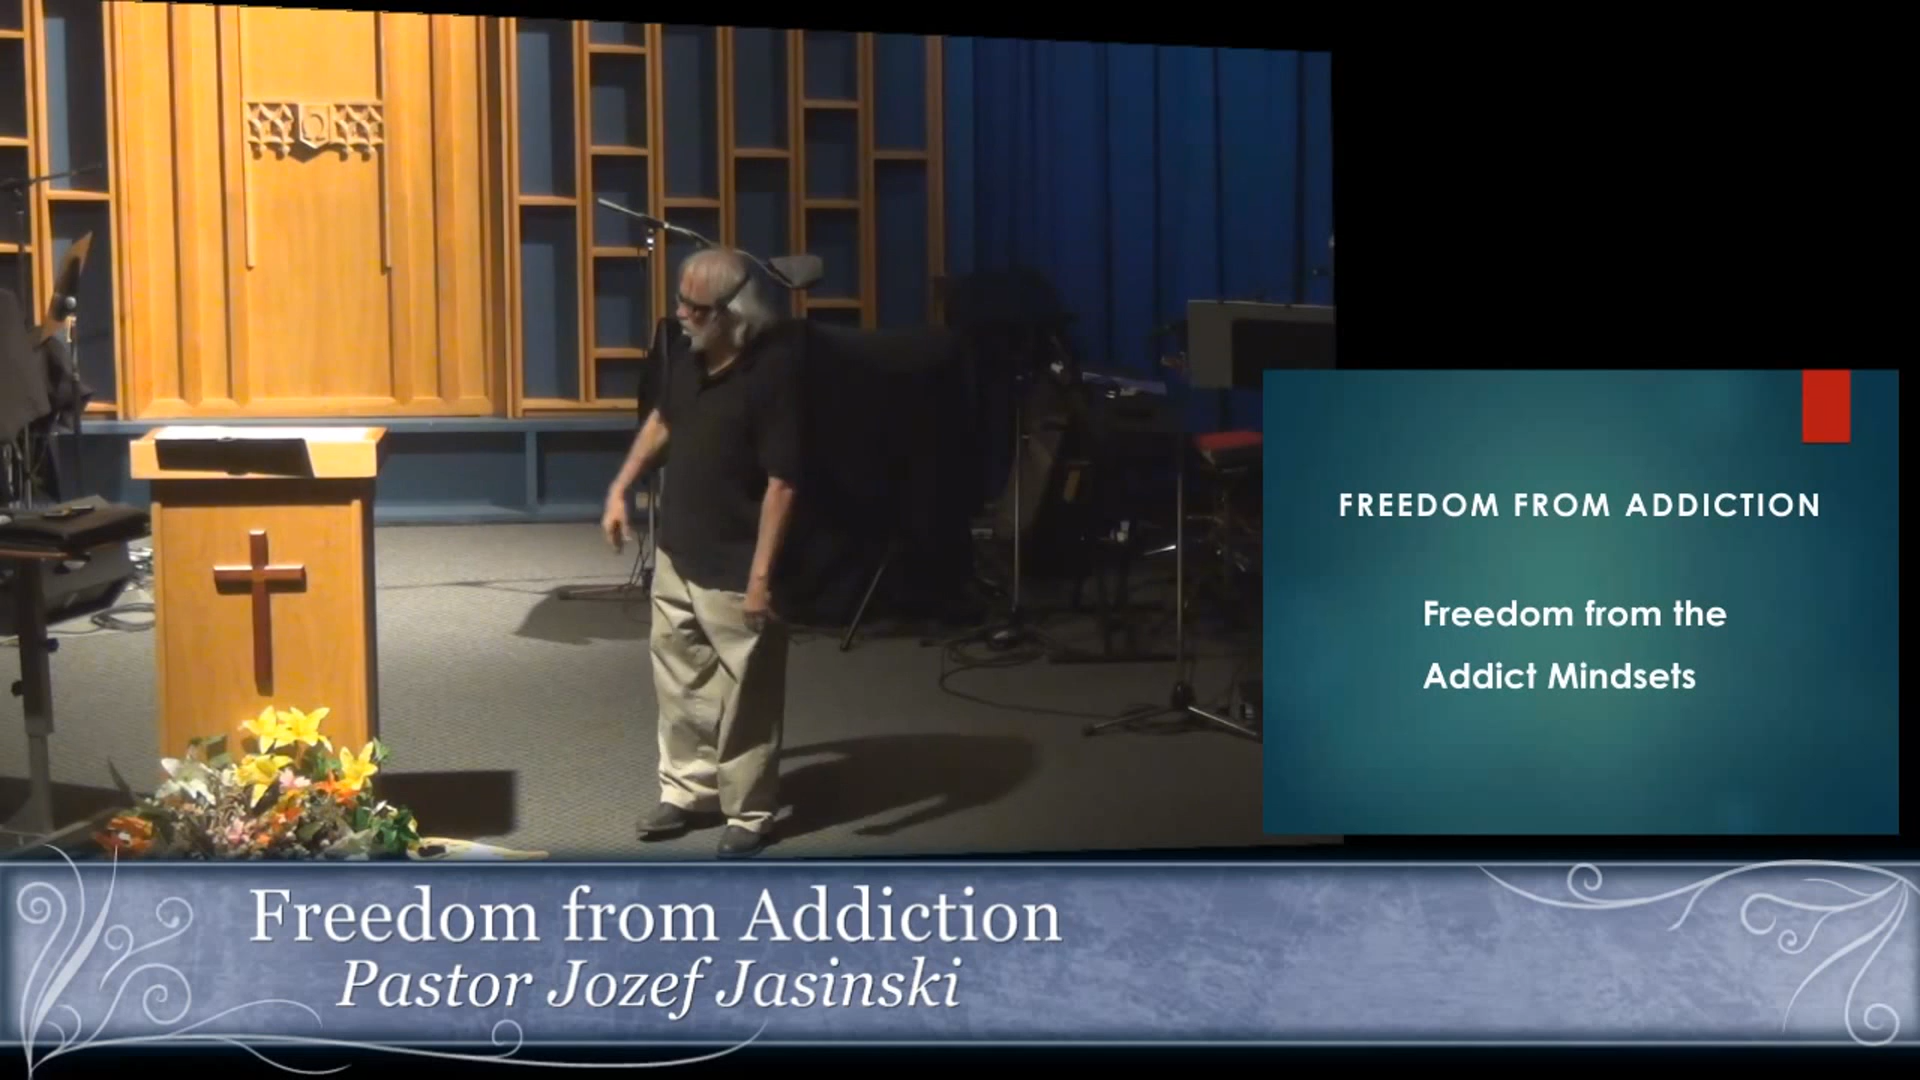 FREEDOM FROM ADDICTION
Freedom from the
Addict Mindsets
Freedom from Addiction
Pastor Jozef Jasinski